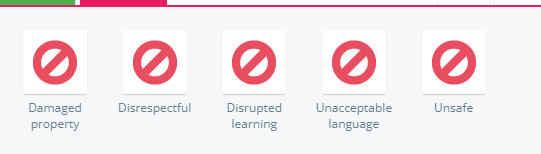 Damaged
property
Disrespectful
Disrupted
learning
Unacceptable
language
Unsafe